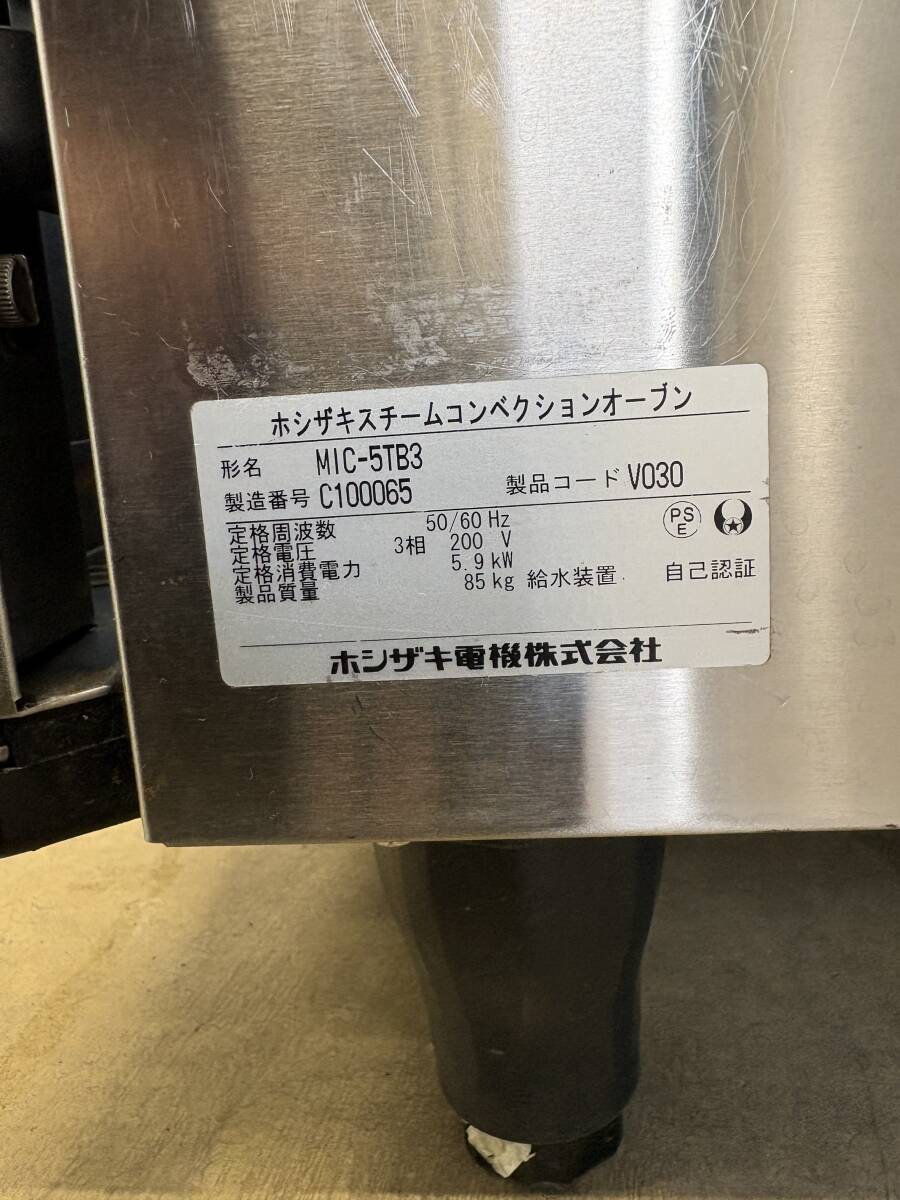 ホシザキスチームコンベクションオーブン
形名 MIC-5TB3
製造番号 C100065 製品コード V030
定格周波数 50/60 Hz
定格電圧 3相 200 V
定格消費電力 5.9 kW
製品質量 85 kg 給水装置 自己認証
PS
E
ホシザキ電機株式会社